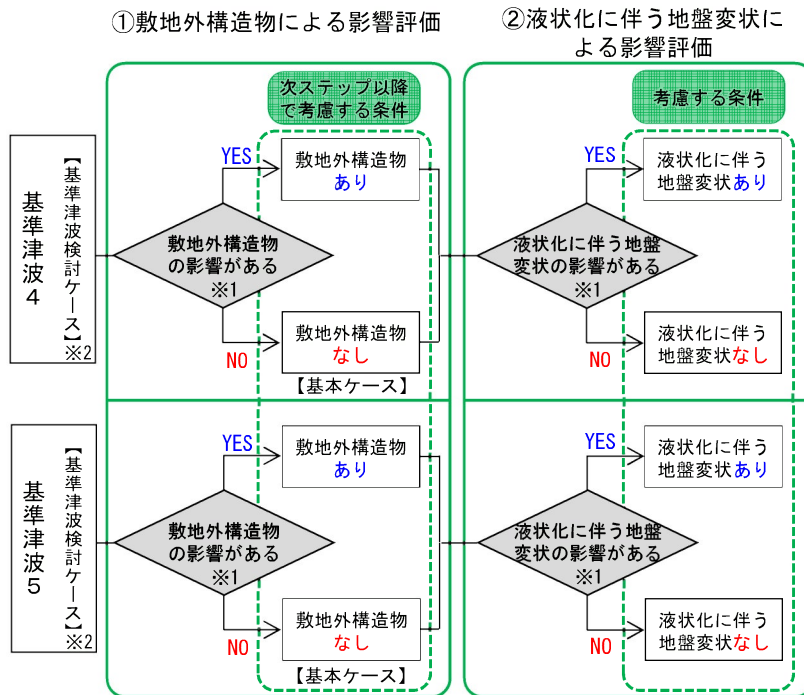 ①敷地外構造物による影響評価
②液状化に伴う地盤変状に
よる影響評価
次ステップ以降
で考慮する条件
考慮する条件
基準津波4
【基準津波検討ケース】※2
敷地外構造物
の影響がある
※1
YES
敷地外構造物
あり
NO
敷地外構造物
なし
【基本ケース】
液状化に伴う地盤
変状の影響がある
※1
YES
液状化に伴う
地盤変状あり
NO
液状化に伴う
地盤変状なし
基準津波5
【基準津波検討ケース】※2
敷地外構造物
の影響がある
※1
YES
敷地外構造物
あり
NO
敷地外構造物
なし
【基本ケース】
液状化に伴う地盤
変状の影響がある
※1
YES
液状化に伴う
地盤変状あり
NO
液状化に伴う
地盤変状なし